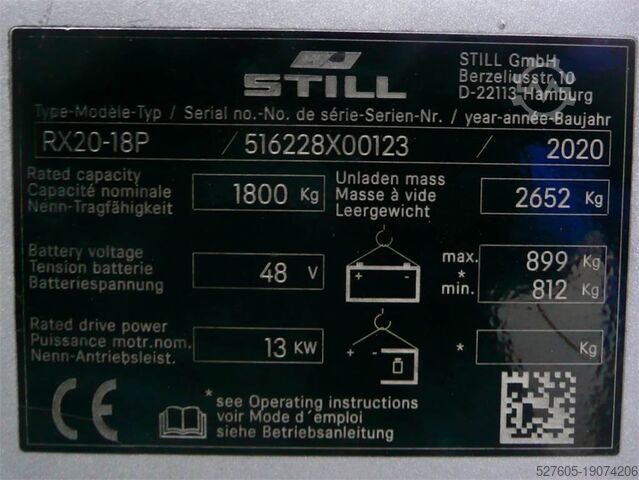 STILL
STILL GmbH
Berzeliusstr.10
D-22113 Hamburg
Type-Modèle-Typ / Serial no.-No. de série-Serien-Nr. / year-année-Baujahr
RX20-18P / 516228X00123 / 2020
Rated capacity
Capacité nominale
Nenn-Tragfähigkeit
1800 Kg
Unladen mass
Masse à vide
Leergewicht
2652 Kg
Battery voltage
Tension batterie
Batteriespannung
48 V
max. 899 Kg
*
min. 812 Kg
Rated drive power
Puissance motr.nom.
Nenn-Antriebsleist.
13 KW
* Kg
CE
*see Operating instructions
voir Mode d'emploi
siehe Betriebsanleitung
527605-19074206